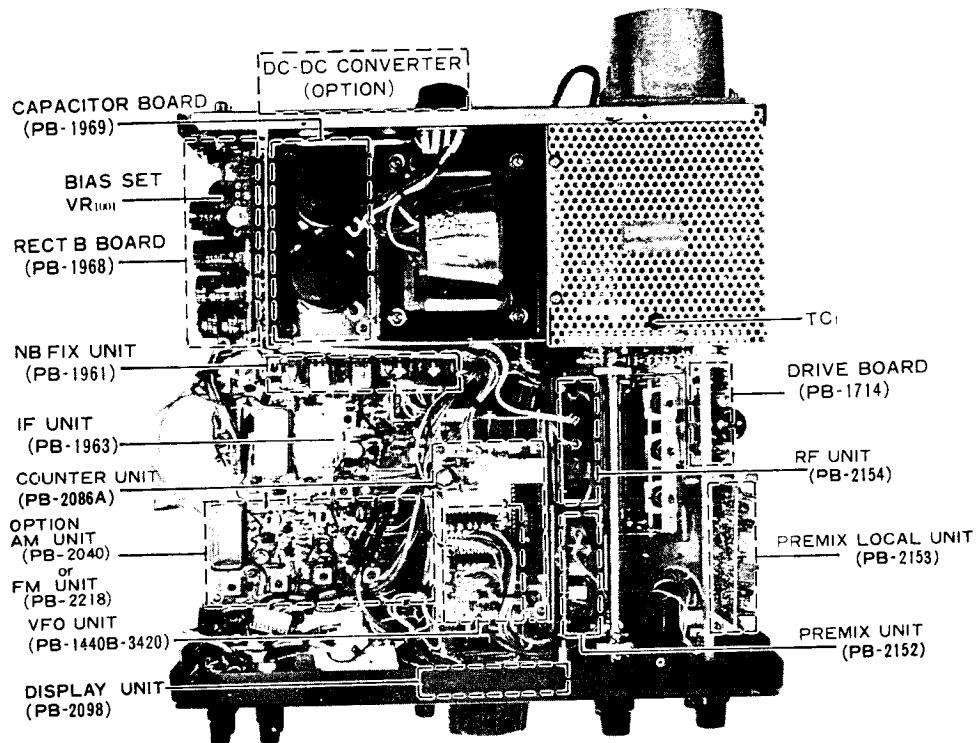 DC-DC CONVERTER
(OPTION)
CAPACITOR BOARD
(PB-1969)
BIAS SET
VR1001
RECT B BOARD
(PB-1968)
NB FIX UNIT
(PB-1961)
IF UNIT
(PB-1963)
COUNTER UNIT
(PB-2086A)
OPTION
AM UNIT
(PB-2040)
or
FM UNIT
(PB-2218)
VFO UNIT
(PB-1440B-3420)
DISPLAY UNIT
(PB-2098)
TC1
DRIVE BOARD
(PB-1714)
RF UNIT
(PB-2154)
PREMIX LOCAL UNIT
(PB-2153)
PREMIX UNIT
(PB-2152)